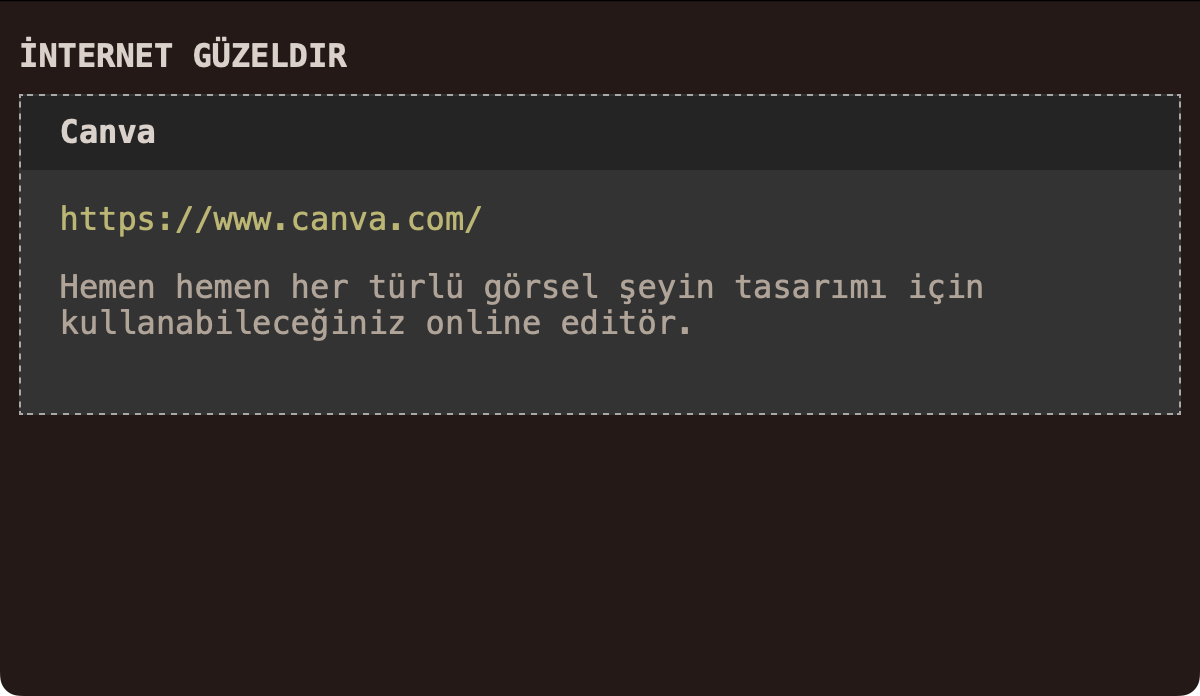 İNTERNET GÜZELDIR
Canva
https://www.canva.com/
Hemen hemen her türlü görsel şeyin tasarımı için
kullanabileceğiniz online editör.